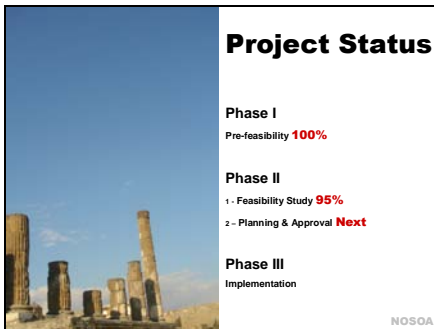 Project Status
Phase I
Pre-feasibility 100%
Phase II
1 - Feasibility Study 95%
2 – Planning & Approval Next
Phase III
Implementation
NOSOA